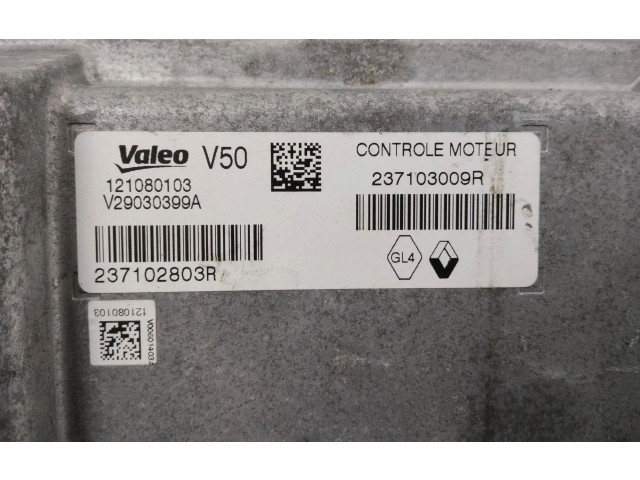 Valeo V50
121080103
V29030399A
237102803R
CONTROLE MOTEUR
237103009R
GL4
121080103